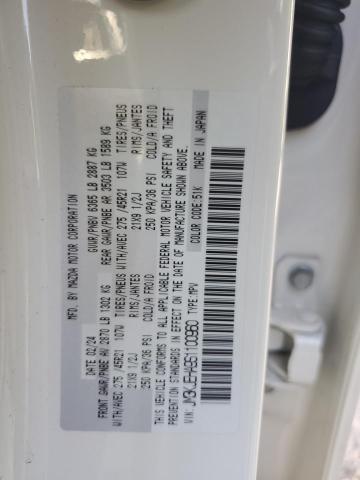 MFD. BY MAZDA MOTOR CORPORATION
DATE: 02/24 GVWR/PNBV 6365 LB 2887 KG
FRONT GAWR/PNBE AV 2870 LB 1302 KG REAR GAWR/PNBE AR 3503 LB 1589 KG
WITH/AVEC 275 /45R21 107W TIRES/PNEUS WITH/AVEC 275 /45R21 107W TIRES/PNEUS
21X9 1/2J RIMS/JANTES 21X9 1/2J RIMS/JANTES
250 KPA/36 PSI COLD/A FROID 250 KPA/36 PSI COLD/A FROID
THIS VEHICLE CONFORMS TO ALL APPLICABLE FEDERAL MOTOR VEHICLE SAFETY AND THEFT
PREVENTION STANDARDS IN EFFECT ON THE DATE OF MANUFACTURE SHOWN ABOVE.
VIN: TYPE: MPV COLOR CODE: 51K MADE IN JAPAN